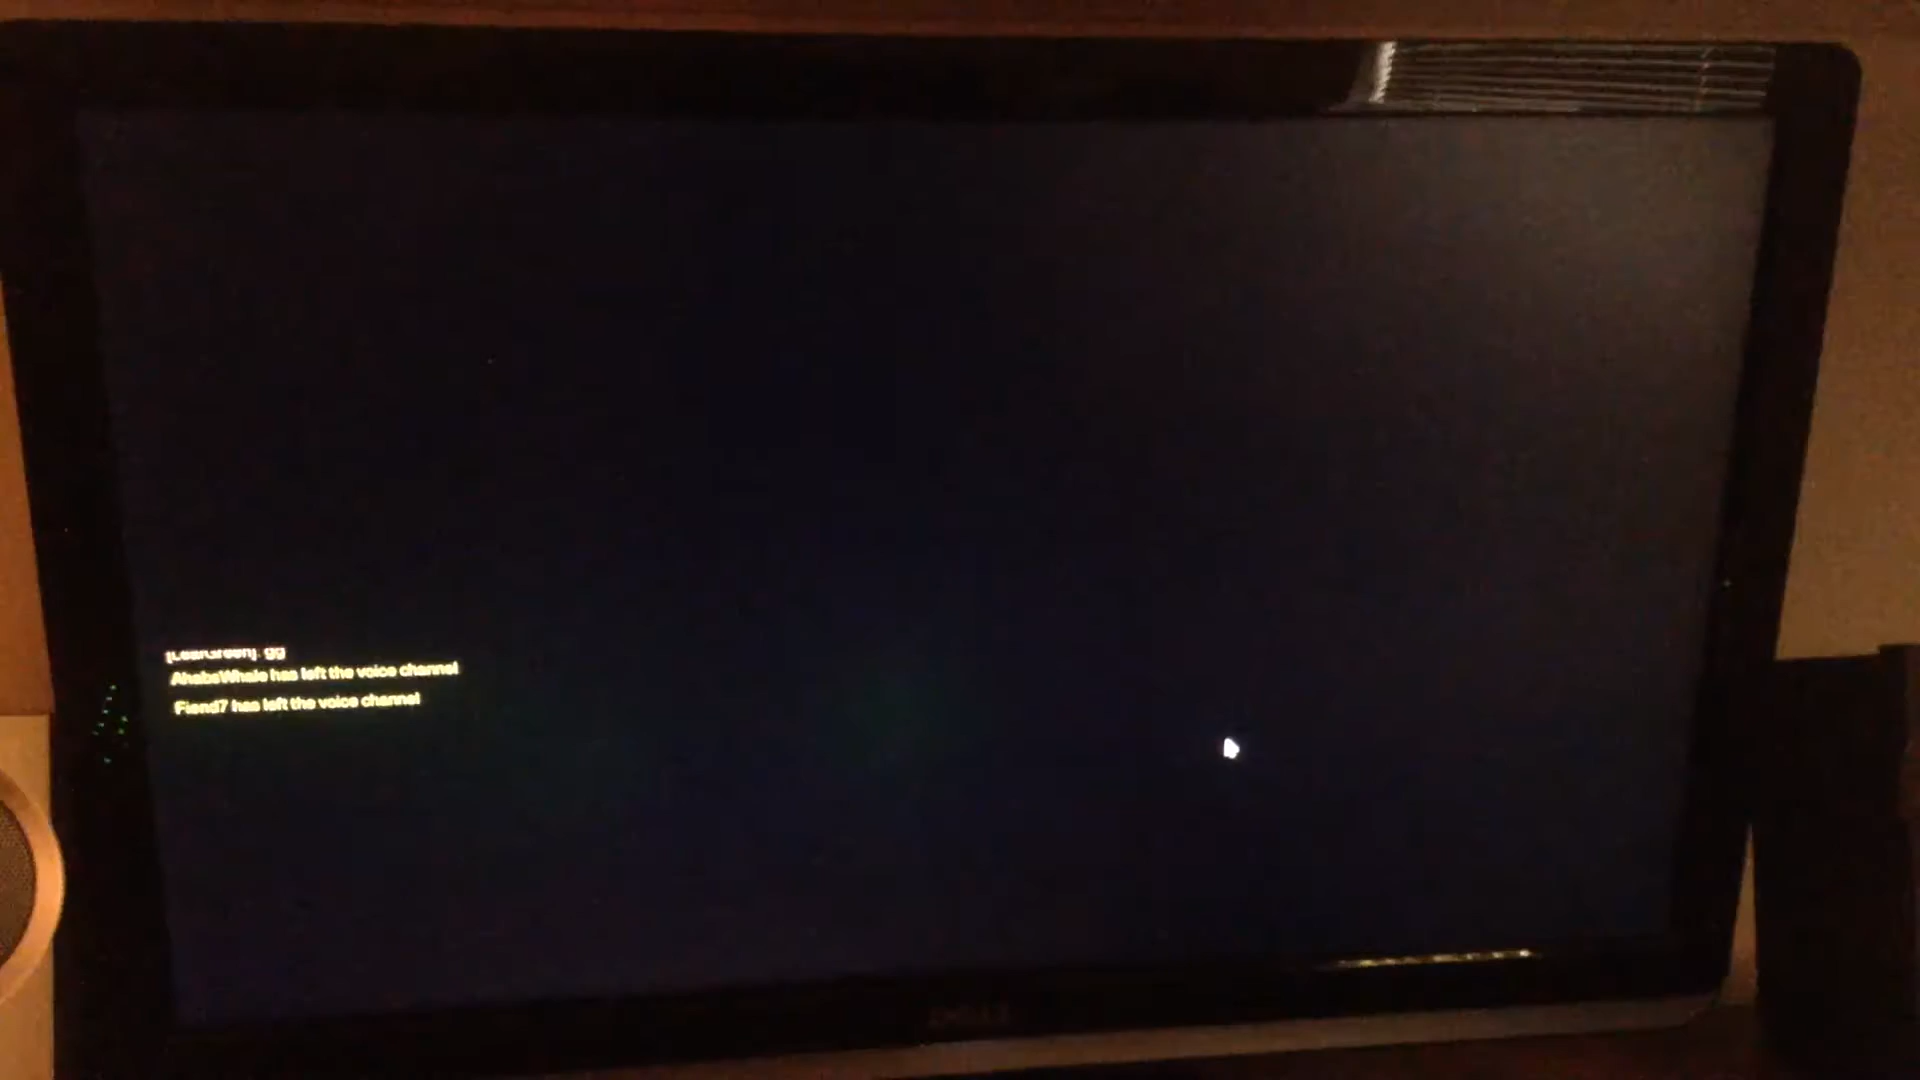 gg
AhabsWhale has left the voice channel
Fiend7 has left the voice channel